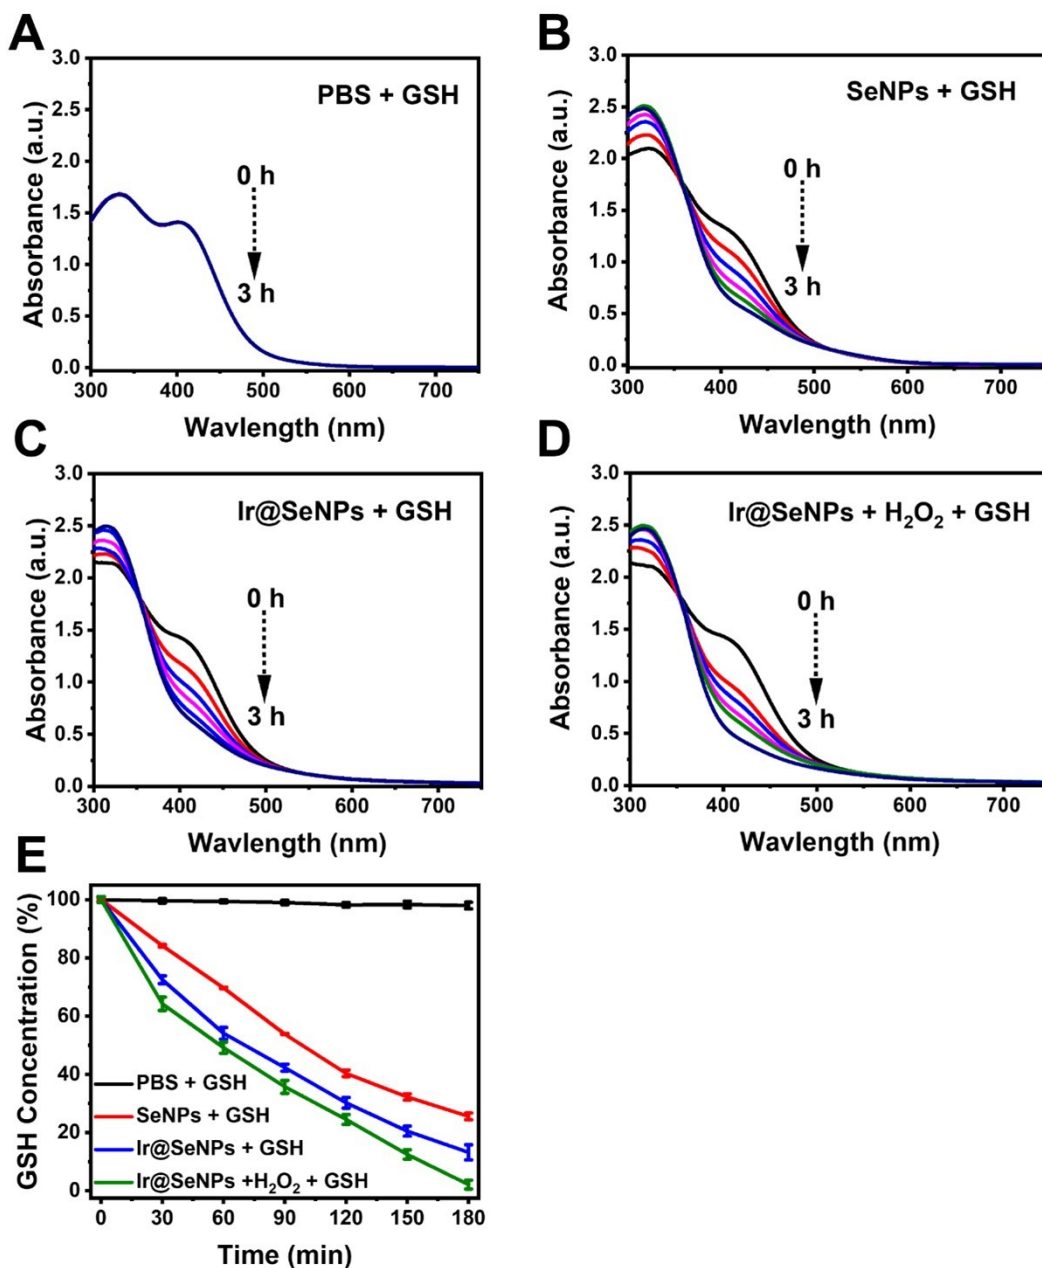 A
PBS + GSH
0 h
3 h
Absorbance (a.u.)
3.0
2.5
2.0
1.5
1.0
0.5
0.0
300 400 500 600 700
Wavlength (nm)
B
SeNPs + GSH
0 h
3 h
Absorbance (a.u.)
3.0
2.5
2.0
1.5
1.0
0.5
0.0
300 400 500 600 700
Wavlength (nm)
C
Ir@SeNPs + GSH
0 h
3 h
Absorbance (a.u.)
3.0
2.5
2.0
1.5
1.0
0.5
0.0
300 400 500 600 700
Wavlength (nm)
D
Ir@SeNPs + H₂O₂ + GSH
0 h
3 h
Absorbance (a.u.)
3.0
2.5
2.0
1.5
1.0
0.5
0.0
300 400 500 600 700
Wavlength (nm)
E
GSH Concentration (%)
100
80
60
40
20
0
PBS + GSH
SeNPs + GSH
Ir@SeNPs + GSH
Ir@SeNPs +H₂O₂ + GSH
0 30 60 90 120 150 180
Time (min)